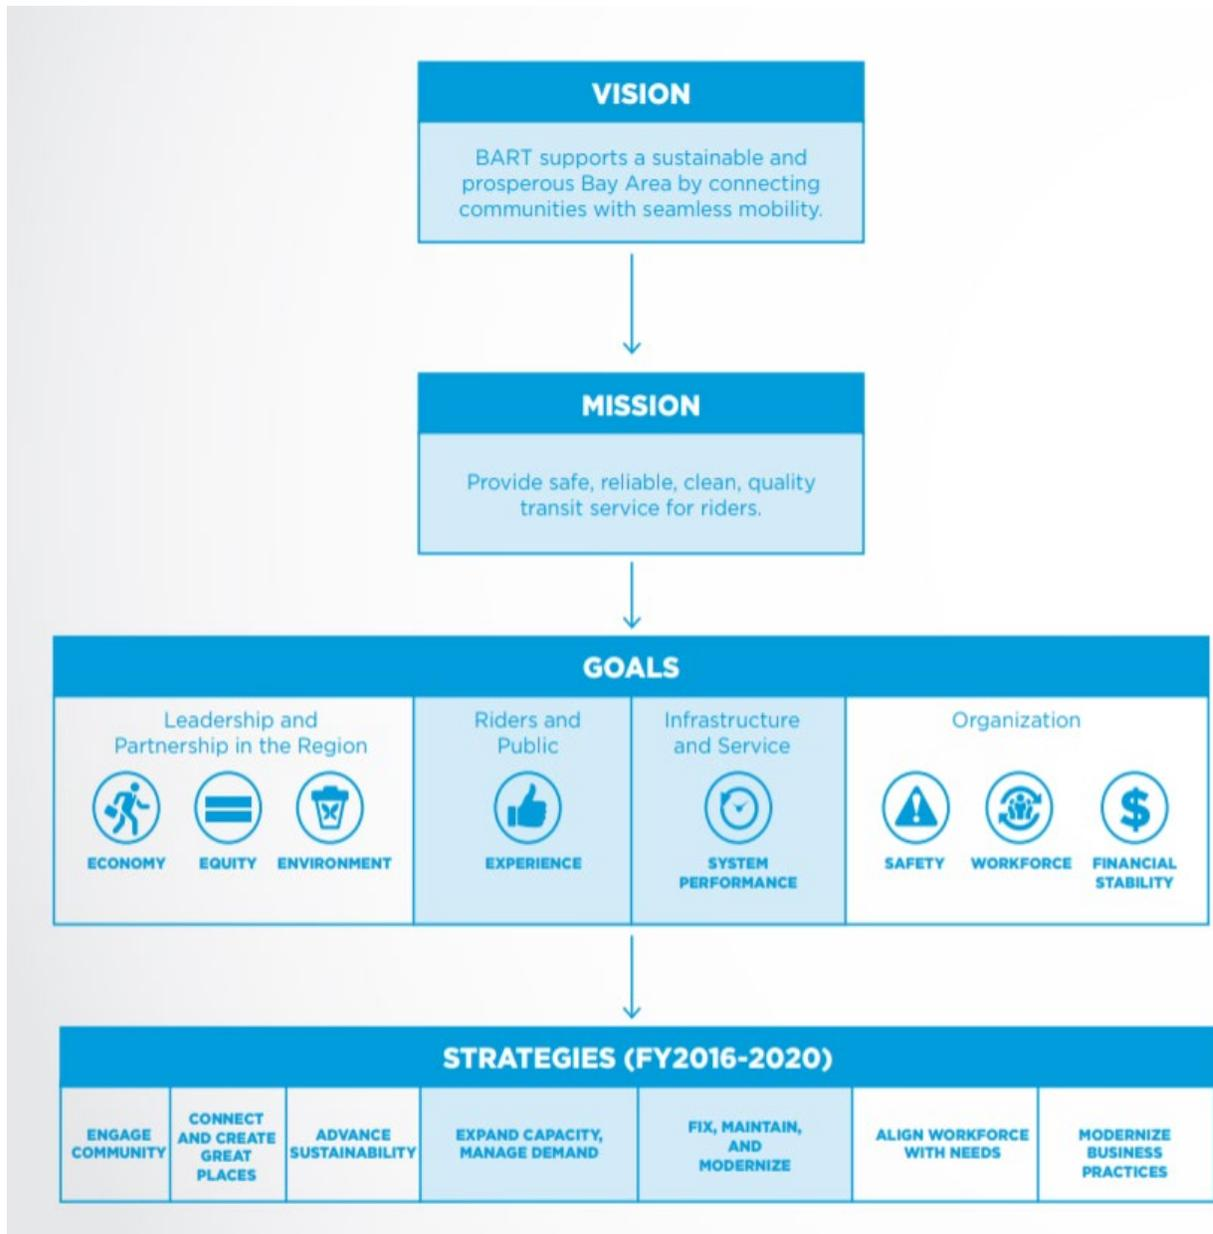 VISION
BART supports a sustainable and
prosperous Bay Area by connecting
communities with seamless mobility.
MISSION
Provide safe, reliable, clean, quality
transit service for riders.
GOALS
Leadership and
Partnership in the Region
ECONOMY
EQUITY
ENVIRONMENT
Riders and
Public
EXPERIENCE
Infrastructure
and Service
SYSTEM
PERFORMANCE
Organization
$
SAFETY
WORKFORCE
FINANCIAL
STABILITY
STRATEGIES (FY2016-2020)
ENGAGE
COMMUNITY
CONNECT
AND CREATE
GREAT
PLACES
ADVANCE
SUSTAINABILITY
EXPAND CAPACITY,
MANAGE DEMAND
FIX, MAINTAIN,
AND
MODERNIZE
ALIGN WORKFORCE
WITH NEEDS
MODERNIZE
BUSINESS
PRACTICES